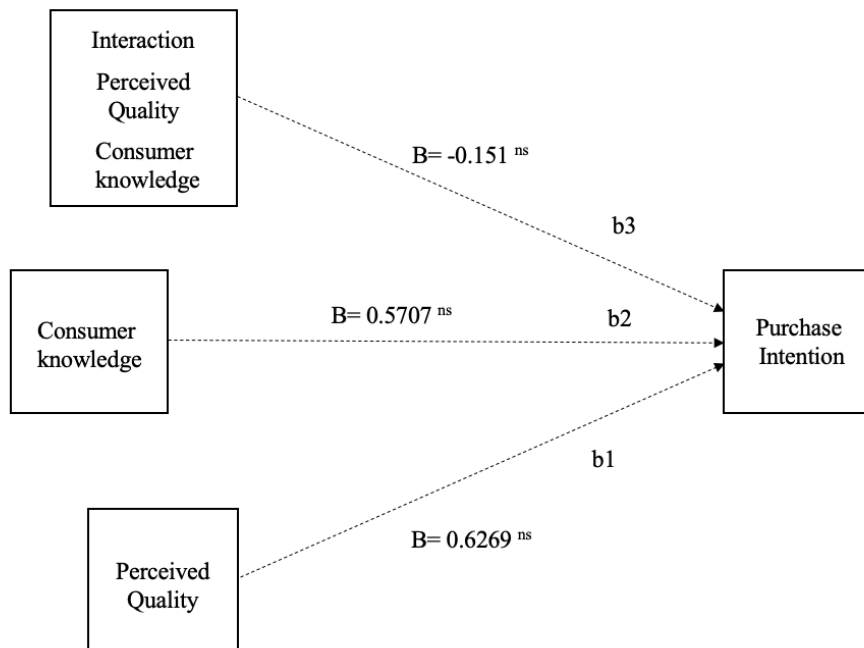 Interaction
Perceived
Quality
Consumer
knowledge
B= -0.151 ns
b3
Consumer
knowledge
B= 0.5707 ns
b2
Purchase
Intention
b1
B= 0.6269 ns
Perceived
Quality